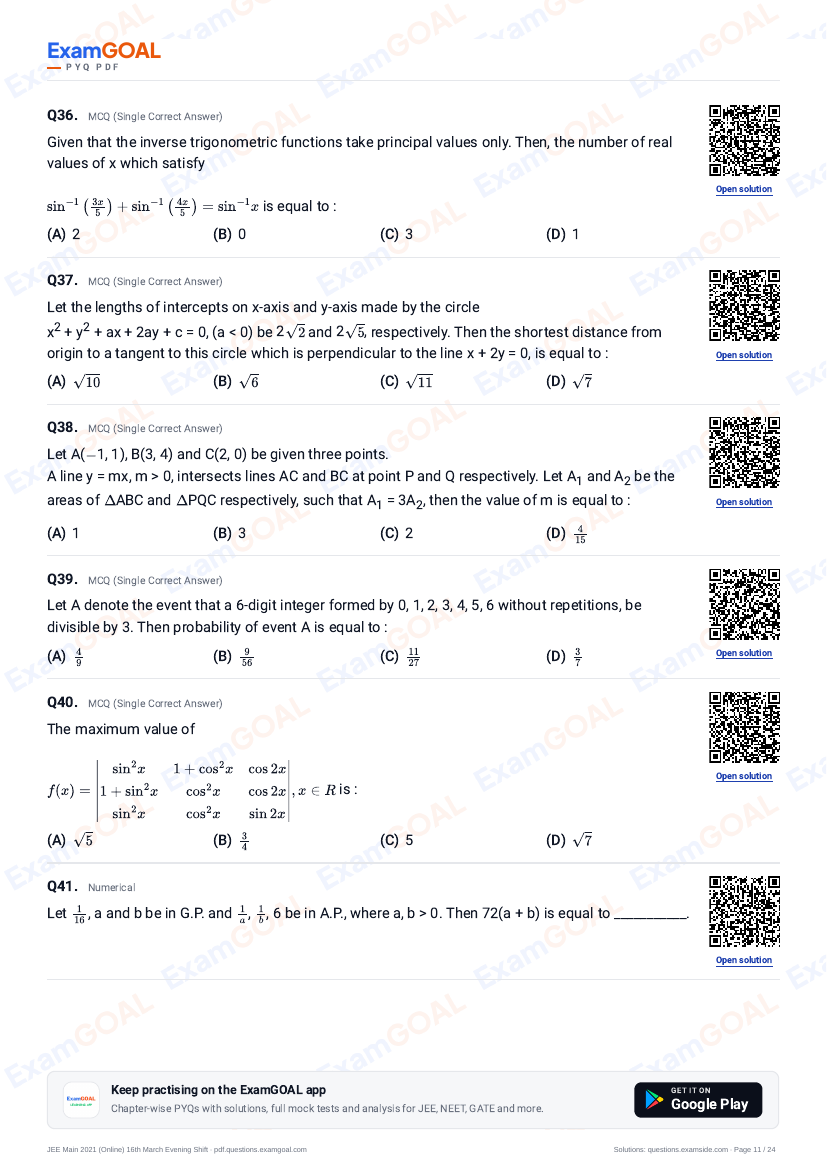 ExamGOAL
PYQ PDF
Q36. MCQ (Single Correct Answer)
Given that the inverse trigonometric functions take principal values only. Then, the number of real
values of x which satisfy
sin⁻¹ (3x/5) + sin⁻¹ (4x/5) = sin⁻¹x is equal to :
(A) 2 (B) 0 (C) 3 (D) 1
Open solution
Q37. MCQ (Single Correct Answer)
Let the lengths of intercepts on x-axis and y-axis made by the circle
x² + y² + ax + 2ay + c = 0, (a < 0) be 2√2 and 2√5, respectively. Then the shortest distance from
origin to a tangent to this circle which is perpendicular to the line x + 2y = 0, is equal to :
(A) √10 (B) √6 (C) √11 (D) √7
Open solution
Q38. MCQ (Single Correct Answer)
Let A(−1, 1), B(3, 4) and C(2, 0) be given three points.
A line y = mx, m > 0, intersects lines AC and BC at point P and Q respectively. Let A₁ and A₂ be the
areas of ΔABC and ΔPQC respectively, such that A₁ = 3A₂, then the value of m is equal to :
(A) 1 (B) 3 (C) 2 (D) 4/15
Open solution
Q39. MCQ (Single Correct Answer)
Let A denote the event that a 6-digit integer formed by 0, 1, 2, 3, 4, 5, 6 without repetitions, be
divisible by 3. Then probability of event A is equal to :
(A) 4/9 (B) 9/56 (C) 11/27 (D) 3/7
Open solution
Q40. MCQ (Single Correct Answer)
The maximum value of
f(x) = | sin²x 1 + cos²x cos 2x |
| 1 + sin²x cos²x cos 2x | , x ∈ R is :
| sin²x cos²x sin 2x |
(A) √5 (B) 3/4 (C) 5 (D) √7
Open solution
Q41. Numerical
Let 1/16, a and b be in G.P. and 1/a, 1/b, 6 be in A.P., where a, b > 0. Then 72(a + b) is equal to __________.
Open solution
Keep practising on the ExamGOAL app
Chapter-wise PYQs with solutions, full mock tests and analysis for JEE, NEET, GATE and more.
GET IT ON
Google Play
JEE Main 2021 (Online) 16th March Evening Shift · pdf.questions.examgoal.com
Solutions: questions.examside.com · Page 11 / 24